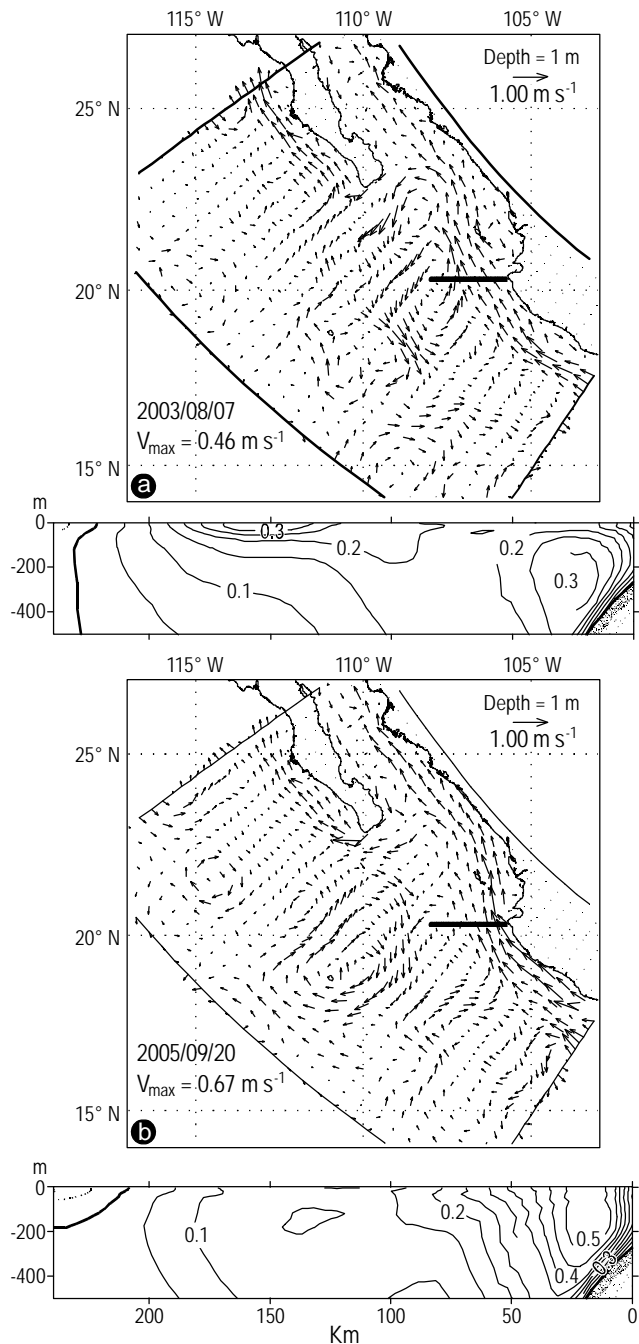 115° W 110° W 105° W
Depth = 1 m
1.00 m s-1
25° N
20° N
15° N
2003/08/07
Vmax = 0.46 m s-1
a
m
0
-200
-400
0.3
0.2
0.2
0.1
0.3
115° W 110° W 105° W
Depth = 1 m
1.00 m s-1
25° N
20° N
15° N
2005/09/20
Vmax = 0.67 m s-1
b
m
0
-200
-400
0.1
0.2
0.5
0.4
0.3
200 150 100 50 0
Km